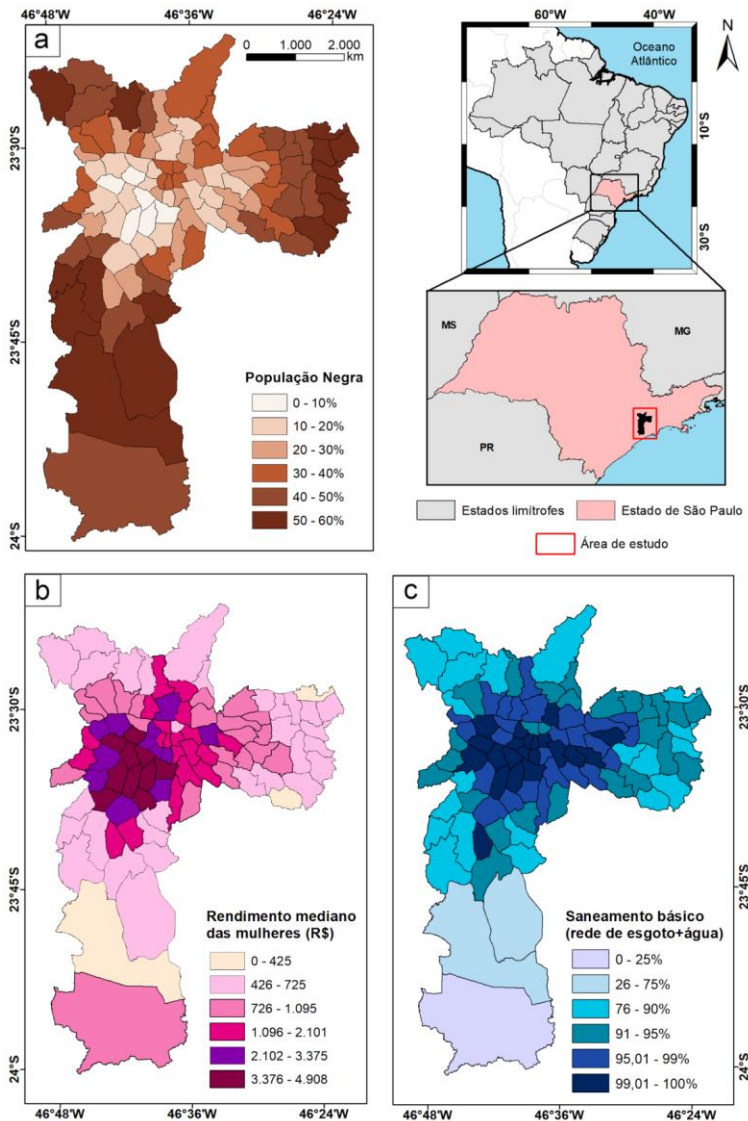 46°48'W 46°36'W 46°24'W
a
0 1.000 2.000
km
23°30'S
23°45'S
24°S
População Negra
0 - 10%
10 - 20%
20 - 30%
30 - 40%
40 - 50%
50 - 60%
60°W 40°W
N
Oceano
Atlântico
10°S
30°S
MS
MG
PR
Estados limítrofes
Estado de São Paulo
Área de estudo
b
23°30'S
23°45'S
24°S
Rendimento mediano
das mulheres (R$)
0 - 425
426 - 725
726 - 1.095
1.096 - 2.101
2.102 - 3.375
3.376 - 4.908
46°48'W 46°36'W 46°24'W
c
23°30'S
23°45'S
24°S
Saneamento básico
(rede de esgoto+água)
0 - 25%
26 - 75%
76 - 90%
91 - 95%
95,01 - 99%
99,01 - 100%
46°48'W 46°36'W 46°24'W